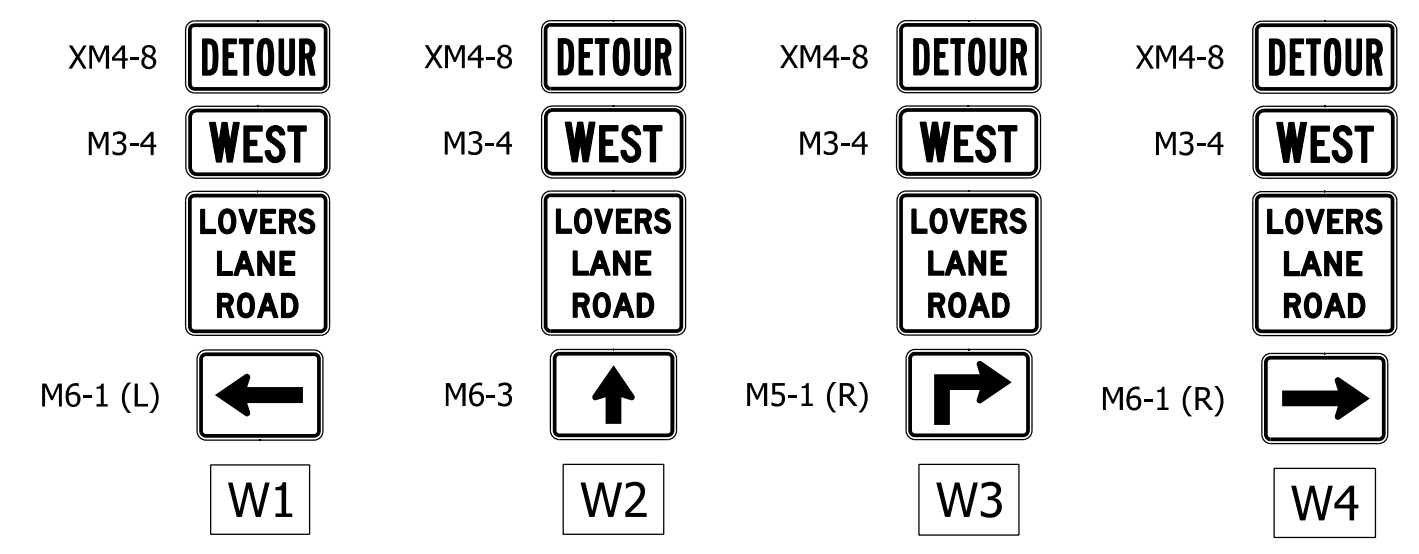 XM4-8 DETOUR XM4-8 DETOUR XM4-8 DETOUR XM4-8 DETOUR
M3-4 WEST M3-4 WEST M3-4 WEST M3-4 WEST
LOVERS LOVERS LOVERS LOVERS
LANE LANE LANE LANE
ROAD ROAD ROAD ROAD
M6-1 (L) M6-3 M5-1 (R) M6-1 (R)
W1 W2 W3 W4